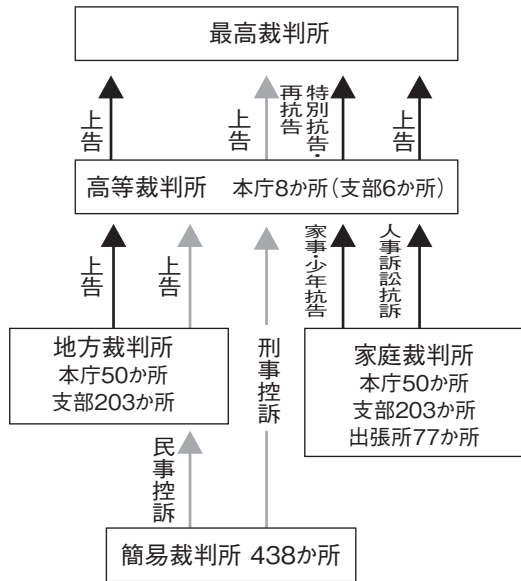 最高裁判所
上告
上告
特別抗告・
再抗告
上告
高等裁判所 本庁8か所(支部6か所)
上告
上告
家事・少年抗告
人事訴訟抗訴
地方裁判所
本庁50か所
支部203か所
刑事控訴
家庭裁判所
本庁50か所
支部203か所
出張所77か所
民事控訴
簡易裁判所 438か所